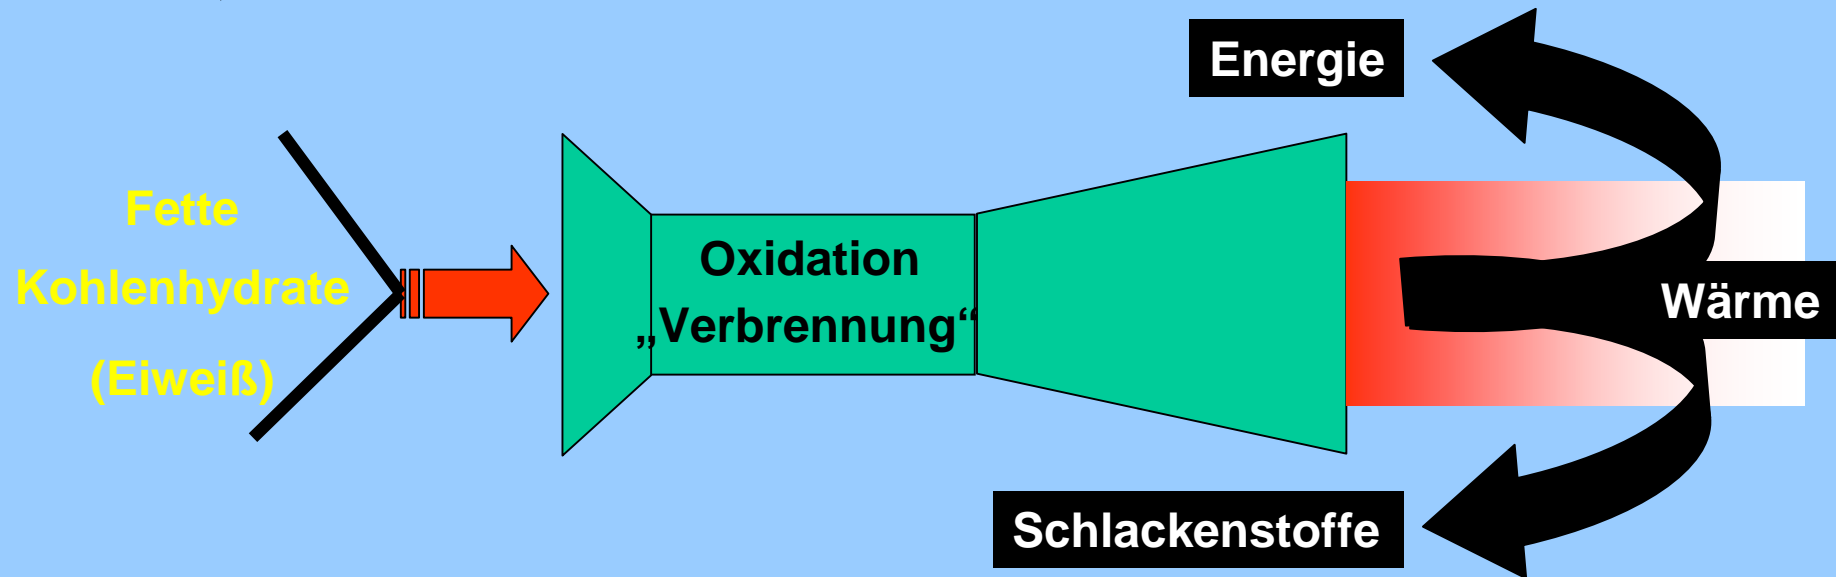 Fette
Kohlenhydrate
(Eiweiß)
Oxidation
„Verbrennung“
Energie
Wärme
Schlackenstoffe